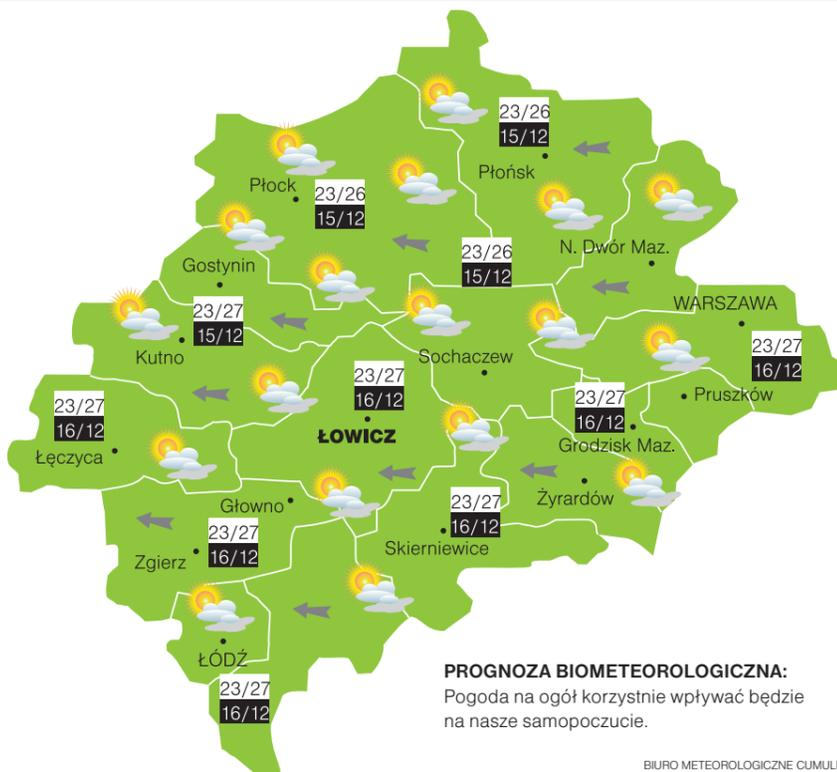 23/26
15/12
Płońsk
Płock
23/26
15/12
N. Dwór Maz.
23/26
15/12
Gostynin
WARSZAWA
23/27
15/12
Kutno
Sochaczew
23/27
16/12
23/27
16/12
ŁOWICZ
23/27
16/12
Pruszków
23/27
16/12
Łęczyca
Grodzisk Maz.
Żyrardów
Głowno
23/27
16/12
Skierniewice
23/27
16/12
Zgierz
ŁÓDŹ
23/27
16/12
PROGNOZA BIOMETEOROLOGICZNA:
Pogoda na ogół korzystnie wpływać będzie
na nasze samopoczucie.
BIURO METEOROLOGICZNE CUMUL